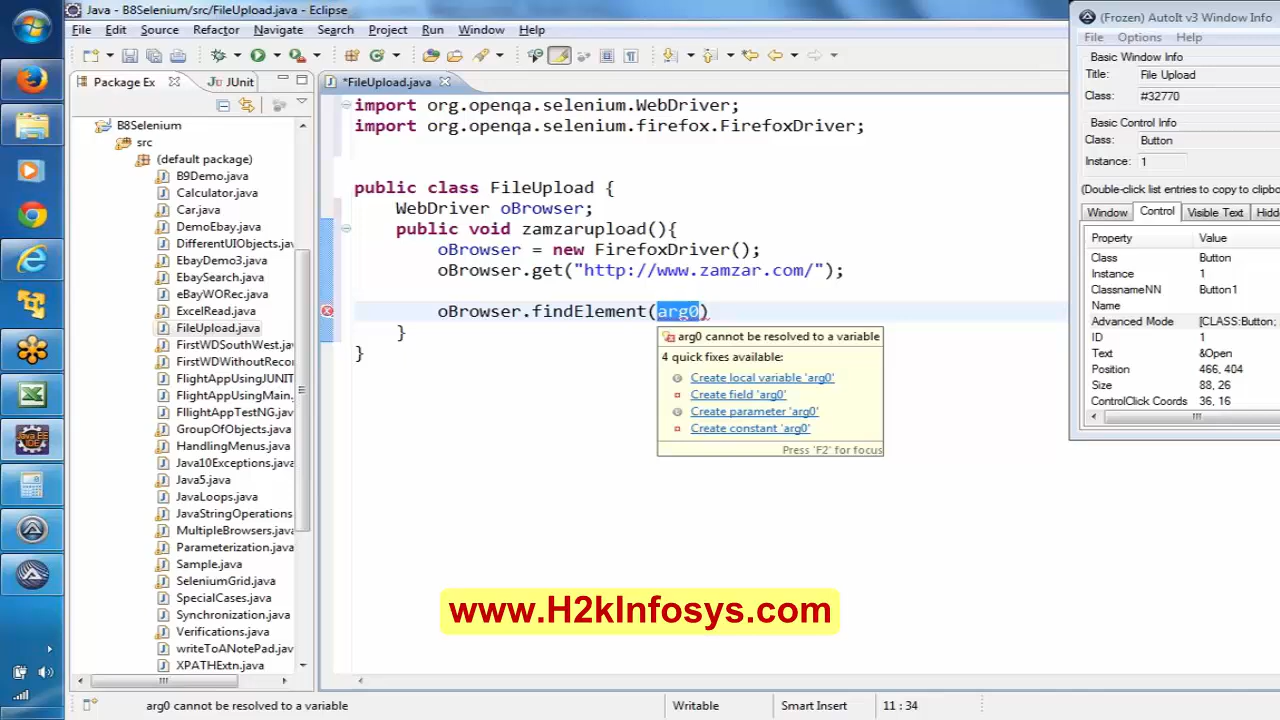 Java - B8Selenium/src/FileUpload.java - Eclipse
File Edit Source Refactor Navigate Search Project Run Window Help
Package Ex
JUnit
B8Selenium
src
(default package)
B9Demo.java
Calculator.java
Car.java
DemoEbay.java
DifferentUIObjects.jav
EbayDemo3.java
EbaySearch.java
eBayWORec.java
ExcelRead.java
FileUpload.java
FirstWDSouthWest.jav
FirstWDWithoutRecor
FlightAppUsingJUNIT
FlightAppUsingMain.
FlIightAppTestNG.java
GroupOfObjects.java
HandlingMenus.java
Java10Exceptions.java
Java5.java
JavaLoops.java
JavaStringOperations
MultipleBrowsers.java
Parameterization.java
Sample.java
SeleniumGrid.java
SpecialCases.java
Synchronization.java
Verifications.java
writeToANotePad.java
XPATHExtn.java
*FileUpload.java
import org.openqa.selenium.WebDriver;
import org.openqa.selenium.firefox.FirefoxDriver;
public class FileUpload {
WebDriver oBrowser;
public void zamzarupload(){
oBrowser = new FirefoxDriver();
oBrowser.get("http://www.zamzar.com/");
oBrowser.findElement(arg0)
}
}
arg0 cannot be resolved to a variable
4 quick fixes available:
Create local variable 'arg0'
Create field 'arg0'
Create parameter 'arg0'
Create constant 'arg0'
Press 'F2' for focus
(Frozen) AutoIt v3 Window Info
File Options Help
Basic Window Info
Title: File Upload
Class: #32770
Basic Control Info
Class: Button
Instance: 1
(Double-click list entries to copy to clipbo
Window Control Visible Text Hidd
Property Value
Class Button
Instance 1
ClassnameNN Button1
Name
Advanced Mode [CLASS:Button;
ID 1
Text &Open
Position 466, 404
Size 88, 26
ControlClick Coords 36, 16
www.H2kInfosys.com
arg0 cannot be resolved to a variable
Writable
Smart Insert
11 : 34